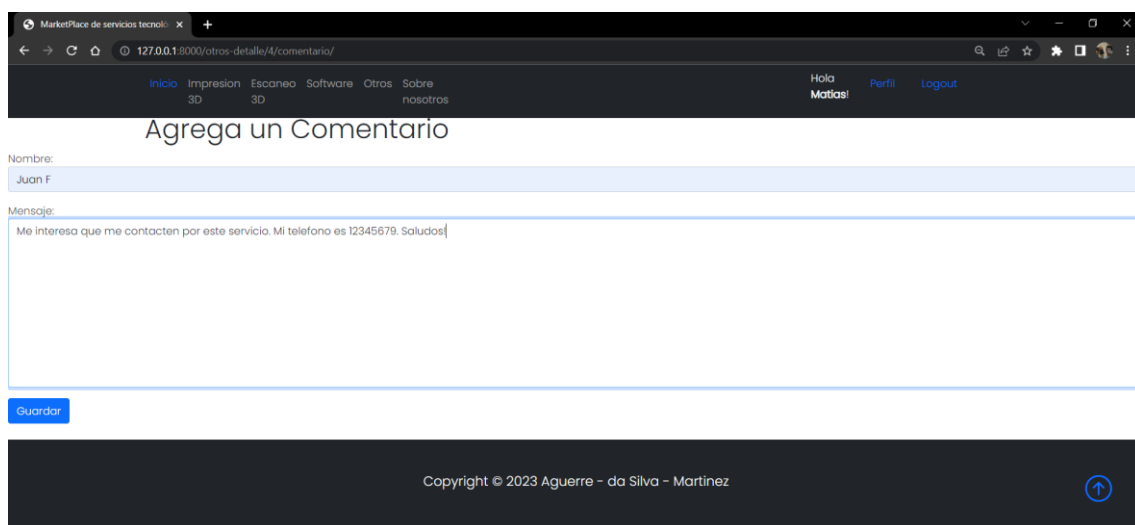 MarketPlace de servicios tecnoló
127.0.0.1:8000/otros-detalle/4/comentario/
Inicio Impresion 3D Escaneo 3D Software Otros Sobre nosotros Hola Matias! Perfil Logout
Agrega un Comentario
Nombre:
Juan F
Mensaje:
Me interesa que me contacten por este servicio. Mi telefono es 12345679. Saludos!
Guardar
Copyright © 2023 Aguerre - da Silva - Martinez